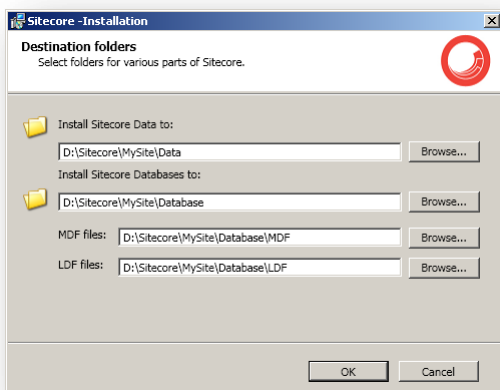 Sitecore -Installation
Destination folders
Select folders for various parts of Sitecore.
Install Sitecore Data to:
D:\Sitecore\MySite\Data
Browse...
Install Sitecore Databases to:
D:\Sitecore\MySite\Database
Browse...
MDF files:
D:\Sitecore\MySite\Database\MDF
Browse...
LDF files:
D:\Sitecore\MySite\Database\LDF
Browse...
OK
Cancel